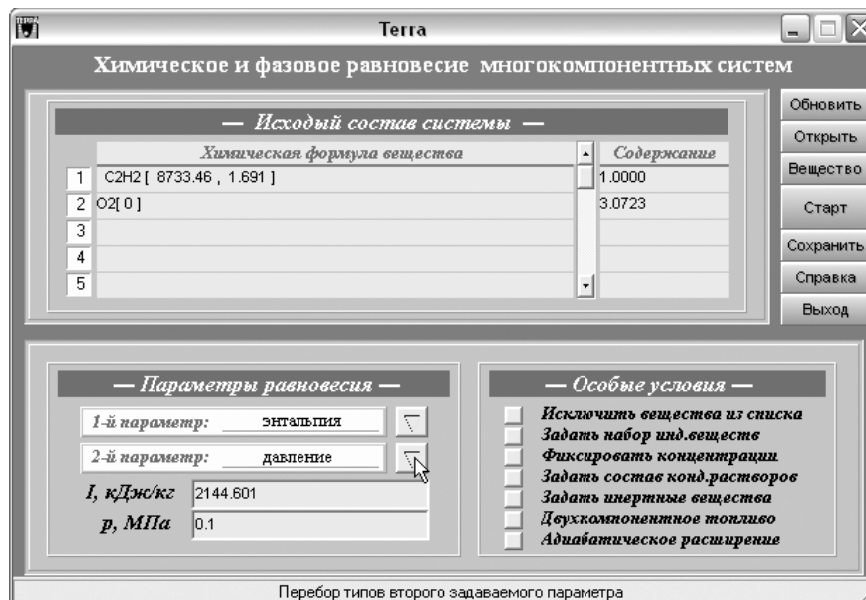 Terra
Химическое и фазовое равновесие многокомпонентных систем
— Исходый состав системы —
Химическая формула вещества Содержание
1 C2H2 [ 8733.46 , 1.691 ] 1.0000
2 O2[ 0 ] 3.0723
3
4
5
Обновить
Открыть
Вещество
Старт
Сохранить
Справка
Выход
— Параметры равновесия —
1-й параметр: энтальпия
2-й параметр: давление
I, кДж/кг 2144.601
p, МПа 0.1
— Особые условия —
Исключить вещества из списка
Задать набор инд.веществ
Фиксировать концентрации
Задать состав конд.растворов
Задать инертные вещества
Двухкомпонентное топливо
Адиабатическое расширение
Перебор типов второго задаваемого параметра